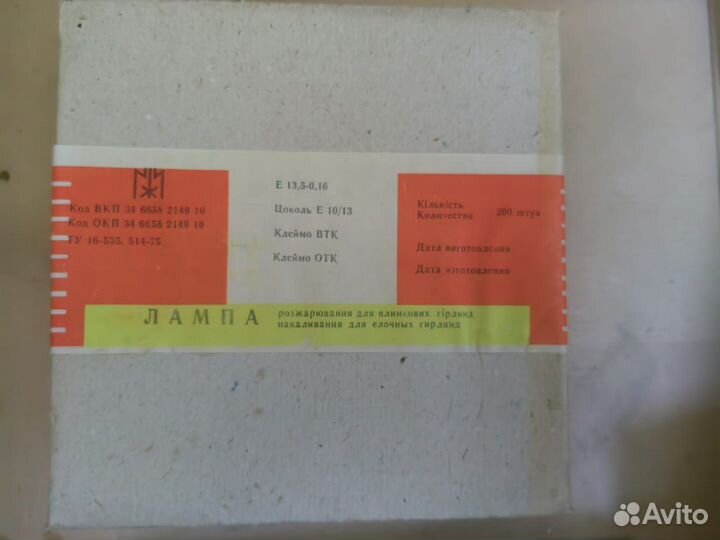 Код ВКП 34 6658 2149 10
Код ОКП 34 6658 2149 10
ТУ 16-535. 514-75
Е 13,5-0,16
Цоколь Е 10/13
Клеймо ВТК
Клеймо ОТК
Кількість
Количество 200 штук
Дата виготовлення
Дата изготовления
ЛАМПА
розжарювання для ялинкових гірлянд
накаливания для елочных гирлянд
Avito